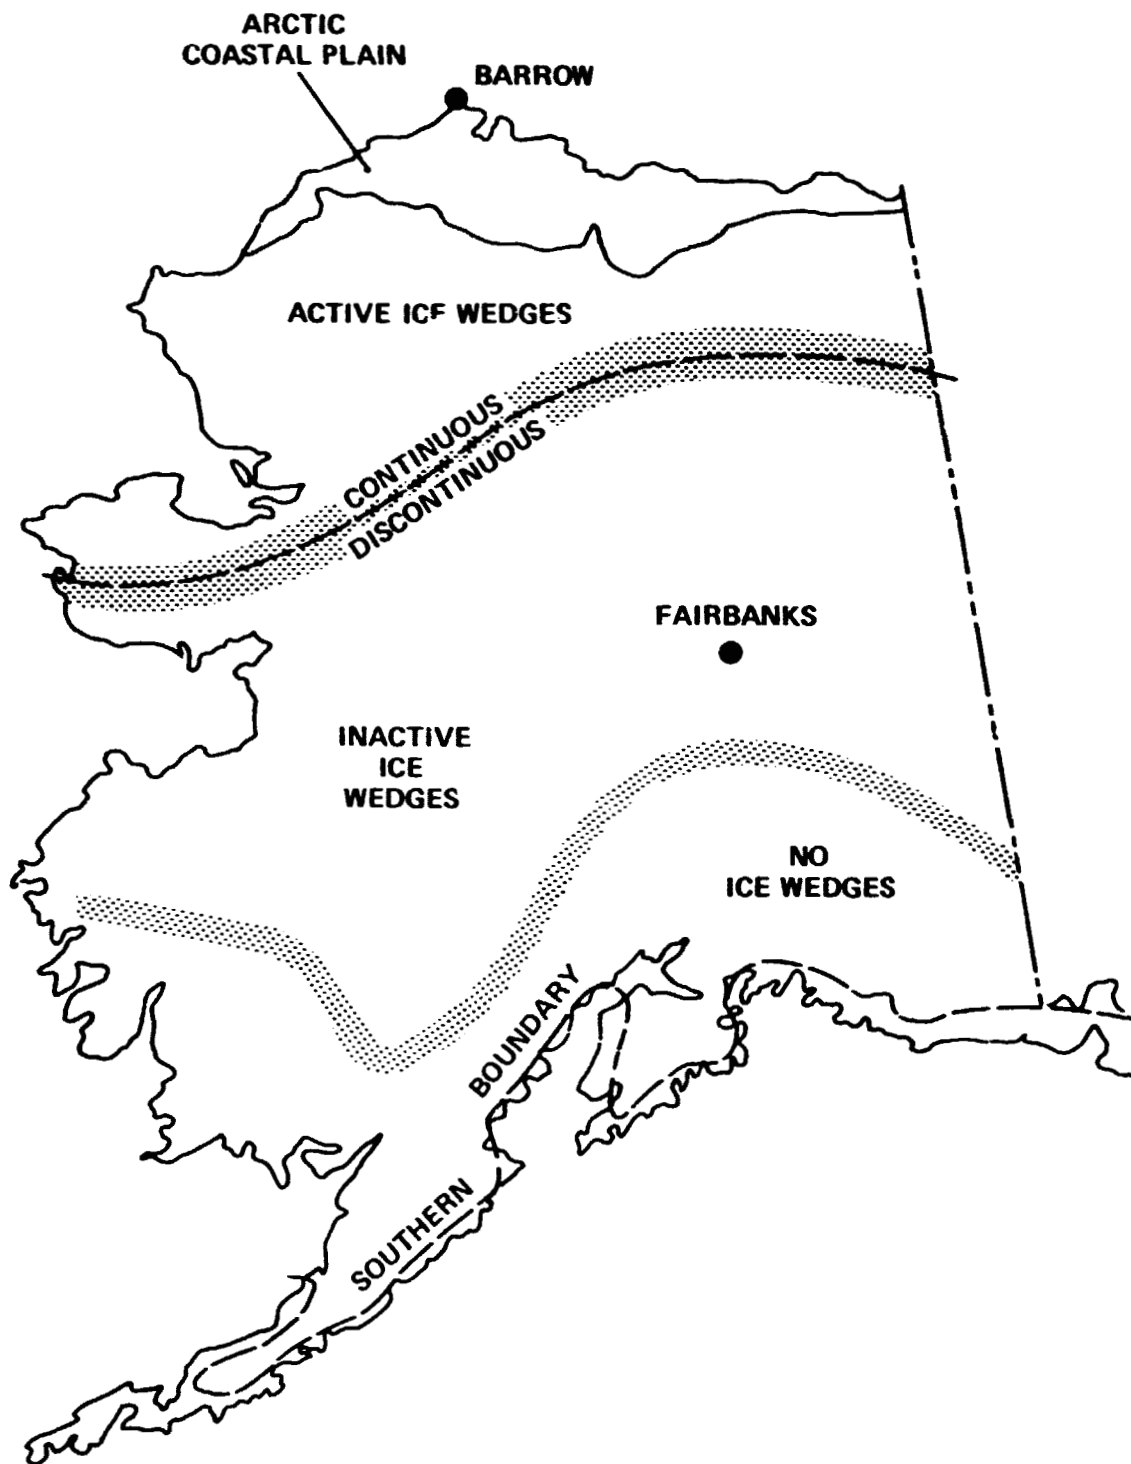 ARCTIC
COASTAL PLAIN
BARROW
ACTIVE ICE WEDGES
CONTINUOUS
DISCONTINUOUS
FAIRBANKS
INACTIVE
ICE
WEDGES
NO
ICE WEDGES
BOUNDARY
SOUTHERN